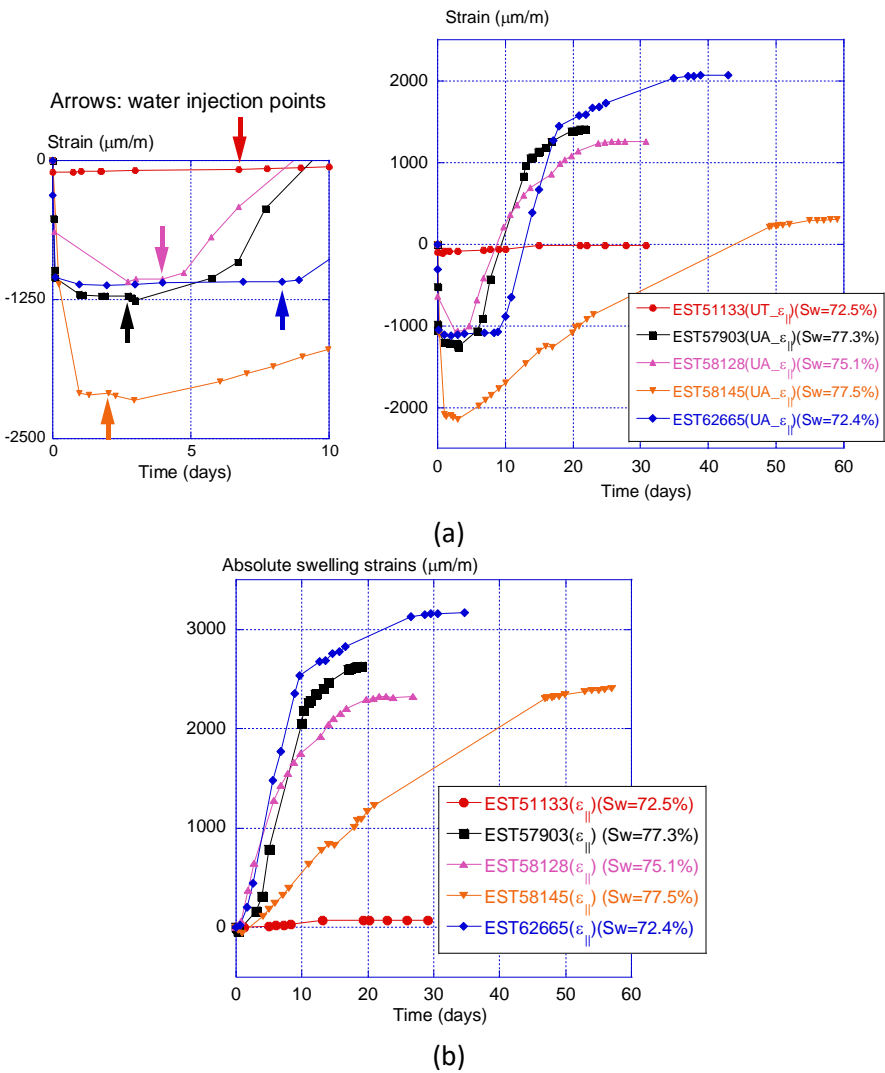 Strain (μm/m)
2000
1000
0
-1000
-2000
0
10
20
30
40
50
60
Time (days)
EST51133(UT_ε||)(Sw=72.5%)
EST57903(UA_ε||)(Sw=77.3%)
EST58128(UA_ε||)(Sw=75.1%)
EST58145(UA_ε||)(Sw=77.5%)
EST62665(UA_ε||)(Sw=72.4%)
Arrows: water injection points
Strain (μm/m)
0
-1250
-2500
0
5
10
Time (days)
(a)
Absolute swelling strains (μm/m)
3000
2000
1000
0
0
10
20
30
40
50
60
Time (days)
EST51133(ε||)(Sw=72.5%)
EST57903(ε||) (Sw=77.3%)
EST58128(ε||) (Sw=75.1%)
EST58145(ε||) (Sw=77.5%)
EST62665(ε||)(Sw=72.4%)
(b)